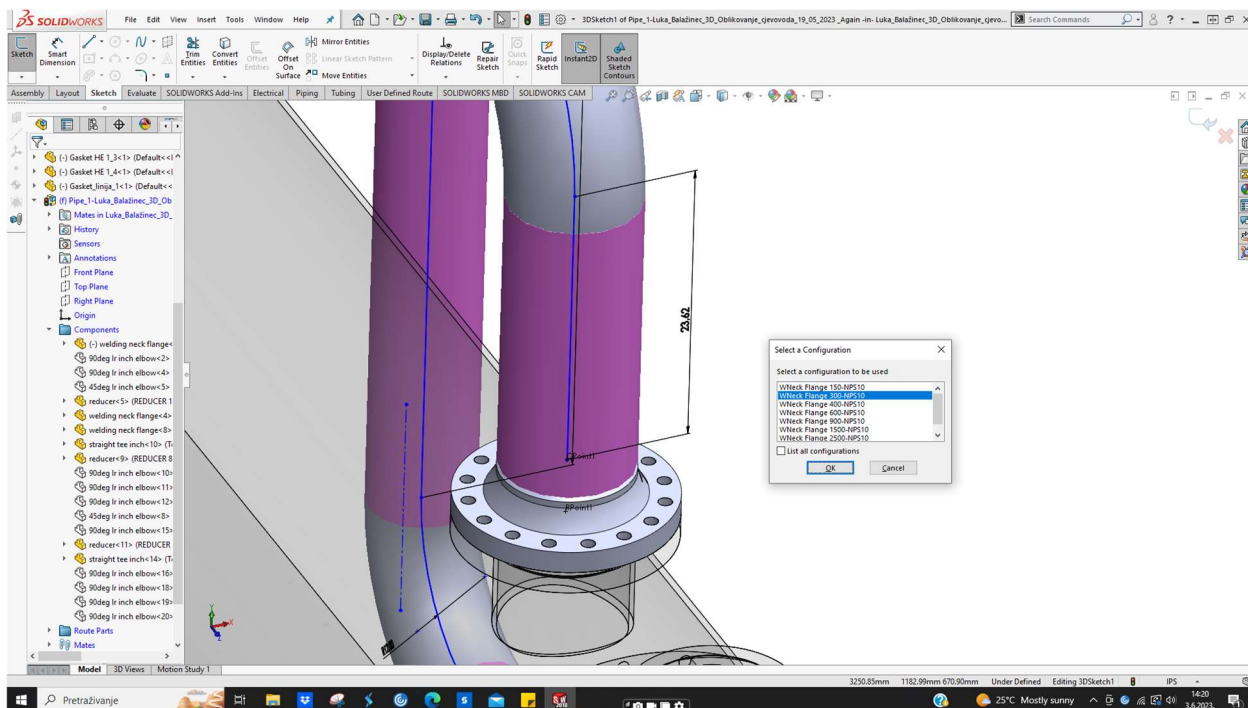 SOLIDWORKS File Edit View Insert Tools Window Help 3DSketch1 of Pipe_1-Luka_Balažinec_3D_Oblikovanje_cjevovoda_19_05_2023 _Again -in- Luka_Balažinec_3D_Oblikovanje_cjevo... Search Commands
Sketch Smart Dimension Trim Entities Convert Entities Offset Entities Offset On Surface Mirror Entities Linear Sketch Pattern Move Entities Display/Delete Relations Repair Sketch Quick Snaps Rapid Sketch Instant2D Shaded Sketch Contours
Assembly Layout Sketch Evaluate SOLIDWORKS Add-Ins Electrical Piping Tubing User Defined Route SOLIDWORKS MBD SOLIDWORKS CAM
(-) Gasket HE 1_3<1> (Default<<
(-) Gasket HE 1_4<1> (Default<<
(-) Gasket_linija_1<1> (Default<<
(f) Pipe_1-Luka_Balažinec_3D_Ob
Mates in Luka_Balažinec_3D_
History
Sensors
Annotations
Front Plane
Top Plane
Right Plane
Origin
Components
(-) welding neck flange<
90deg lr inch elbow<2>
90deg lr inch elbow<4>
45deg lr inch elbow<5>
reducer<5> (REDUCER 1
welding neck flange<4>
welding neck flange<8>
straight tee inch<10> (T
reducer<9> (REDUCER 8
90deg lr inch elbow<10>
90deg lr inch elbow<11>
90deg lr inch elbow<12>
45deg lr inch elbow<8>
90deg lr inch elbow<15>
reducer<11> (REDUCER
straight tee inch<14> (T
90deg lr inch elbow<16>
90deg lr inch elbow<18>
90deg lr inch elbow<19>
90deg lr inch elbow<20>
Route Parts
Mates
23,62
Point1
RPoint1
Y
X
Z
Select a Configuration
Select a configuration to be used
WNeck Flange 150-NPS10
WNeck Flange 300-NPS10
WNeck Flange 400-NPS10
WNeck Flange 600-NPS10
WNeck Flange 900-NPS10
WNeck Flange 1500-NPS10
WNeck Flange 2500-NPS10
List all configurations
OK Cancel
Model 3D Views Motion Study 1
3250.85mm 1182.99mm 670.90mm Under Defined Editing 3DSketch1 IPS
Pretraživanje 25°C Mostly sunny 14:20
3.6.2023.